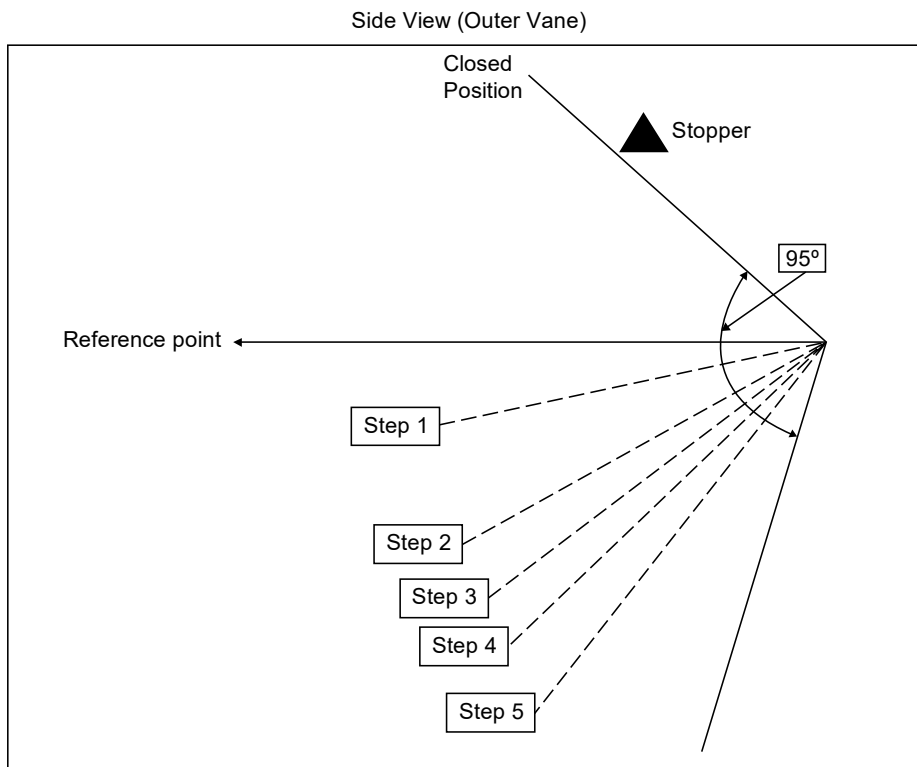 Side View (Outer Vane)
Closed
Position
Stopper
95º
Reference point
Step 1
Step 2
Step 3
Step 4
Step 5